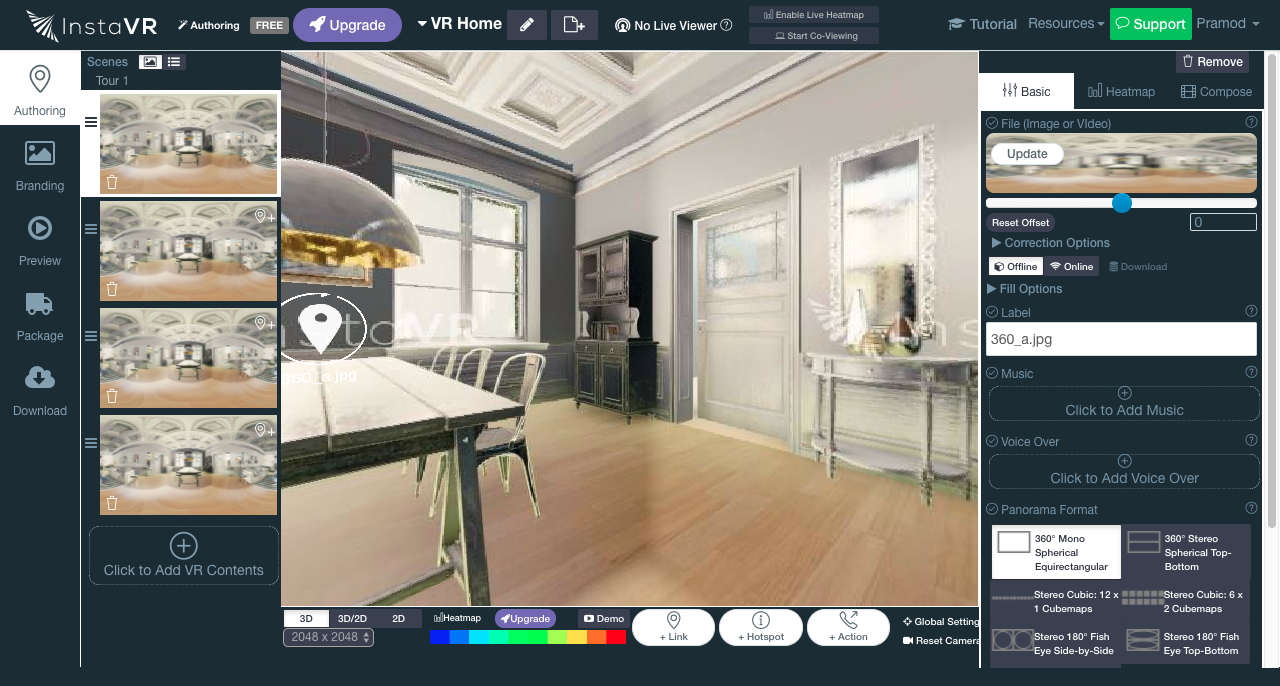 InstaVR
Authoring
FREE
Upgrade
VR Home
No Live Viewer
Enable Live Heatmap
Start Co-Viewing
Tutorial
Resources
Support
Pramod
Authoring
Branding
Preview
Package
Download
Scenes
Tour 1
Click to Add VR Contents
InstaVR
Ins
360_a.jpg
3D
3D/2D
2D
2048 x 2048
Heatmap
Upgrade
Demo
+ Link
+ Hotspot
+ Action
Global Setting
Reset Camera
Remove
Basic
Heatmap
Compose
File (Image or VIdeo)
Update
Reset Offset
0
Correction Options
Offline
Online
Download
Fill Options
Label
360_a.jpg
Music
Click to Add Music
Voice Over
Click to Add Voice Over
Panorama Format
360° Mono
Spherical
Equirectangular
360° Stereo
Spherical Top-
Bottom
Stereo Cubic: 12 x
1 Cubemaps
Stereo Cubic: 6 x
2 Cubemaps
Stereo 180° Fish
Eye Side-by-Side
Stereo 180° Fish
Eye Top-Bottom